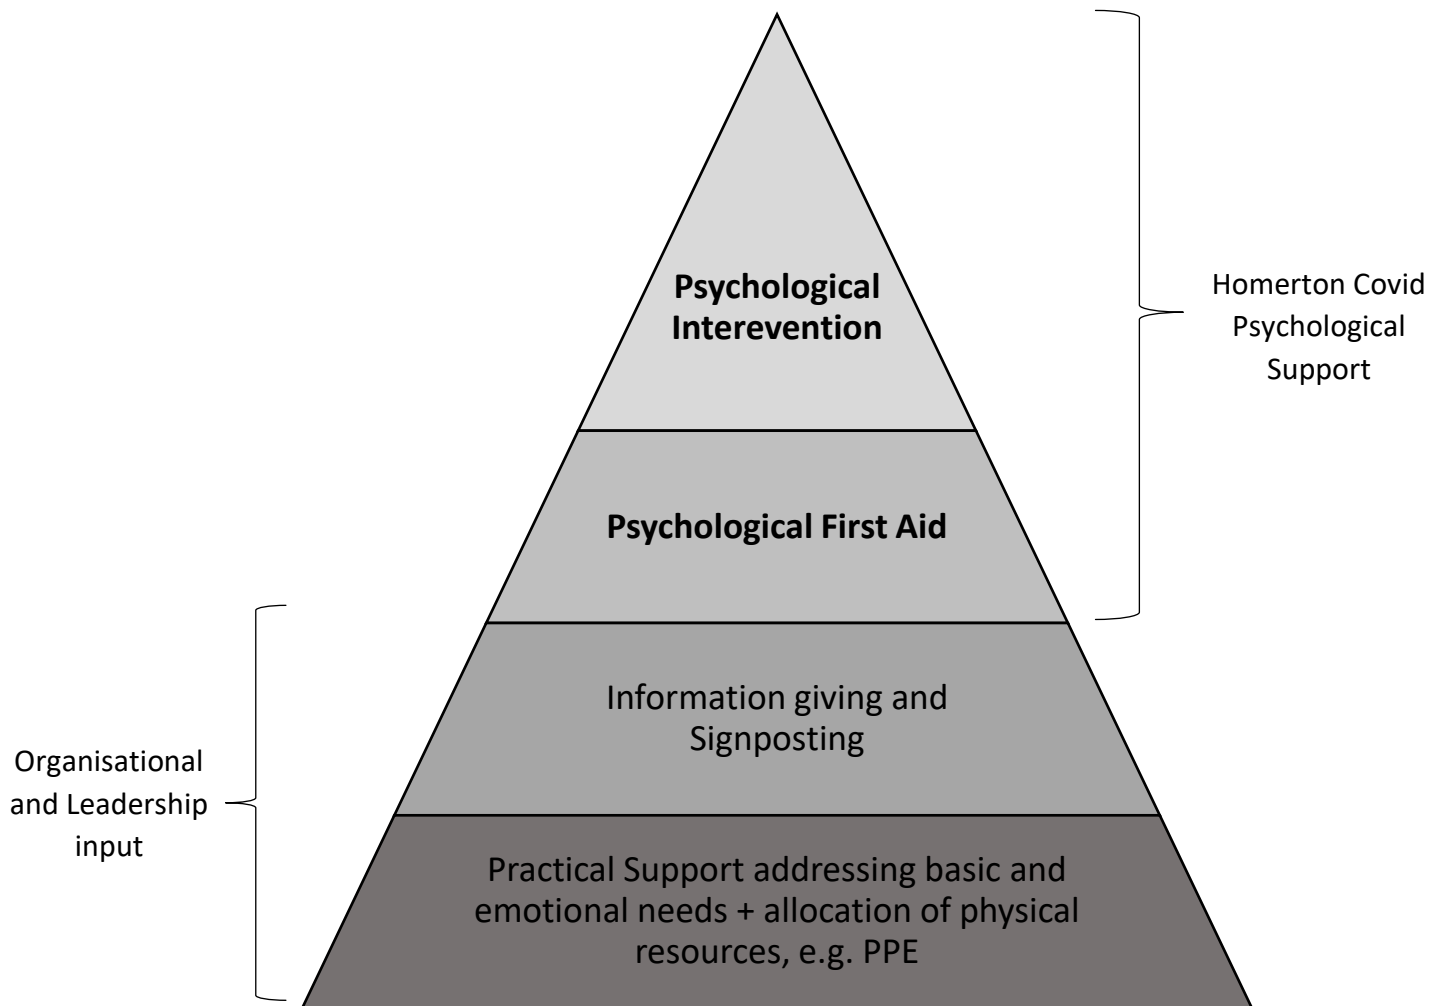 Psychological
Interevention
Homerton Covid
Psychological
Support
Psychological First Aid
Information giving and
Signposting
Organisational
and Leadership
input
Practical Support addressing basic and
emotional needs + allocation of physical
resources, e.g. PPE